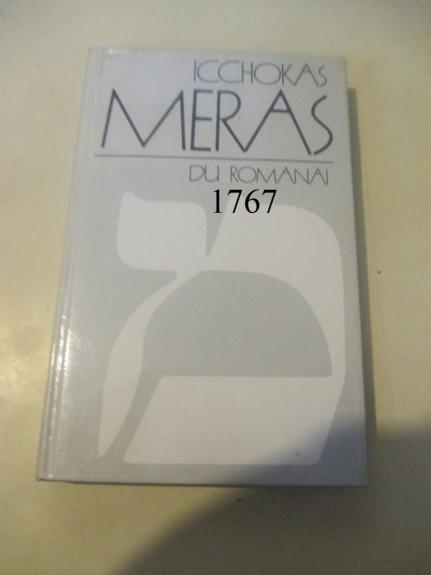 ICCHOKAS
MERAS
DU ROMANAI
1767
מ